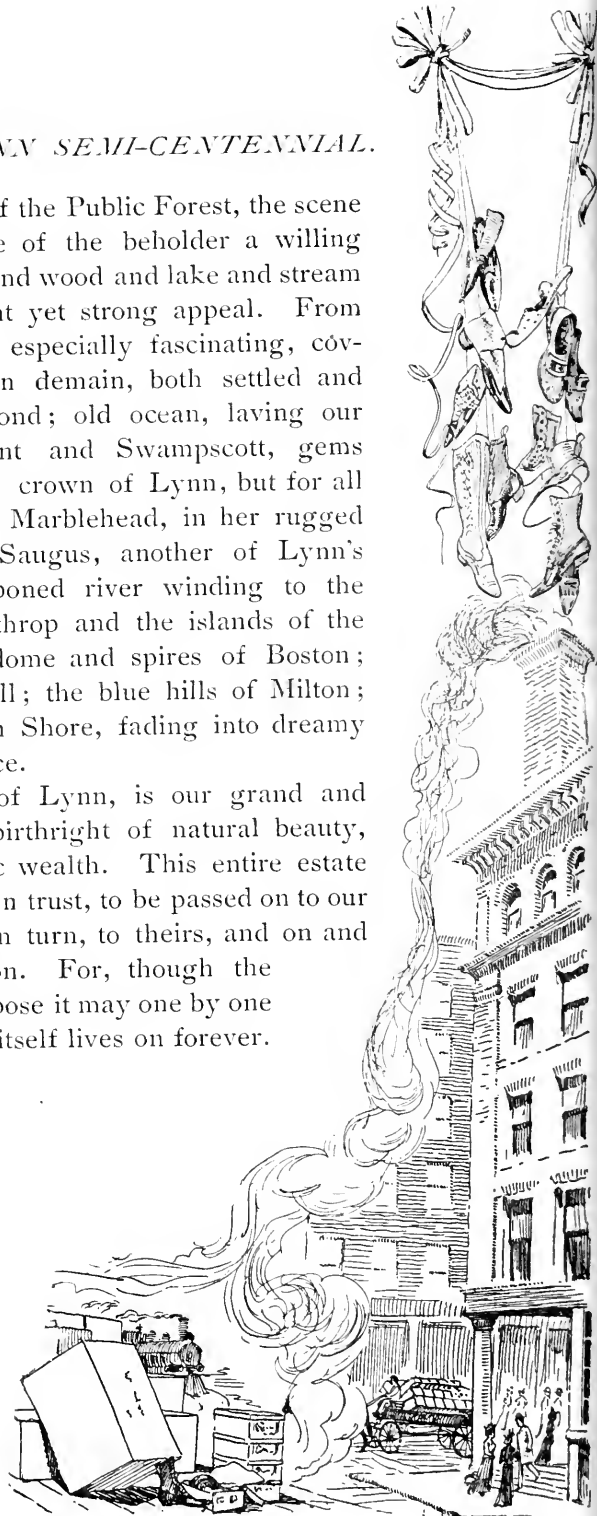 NN SEMI-CENTENNIAL.
f the Public Forest, the scene
e of the beholder a willing
nd wood and lake and stream
nt yet strong appeal. From
especially fascinating, cóv-
n demain, both settled and
ond; old ocean, laving our
nt and Swampscott, gems
crown of Lynn, but for all
Marblehead, in her rugged
Saugus, another of Lynn's
boned river winding to the
throp and the islands of the
dome and spires of Boston;
ll; the blue hills of Milton;
h Shore, fading into dreamy
ce.
of Lynn, is our grand and
birthright of natural beauty,
c wealth. This entire estate
n trust, to be passed on to our
n turn, to theirs, and on and
on. For, though the
pose it may one by one
itself lives on forever.